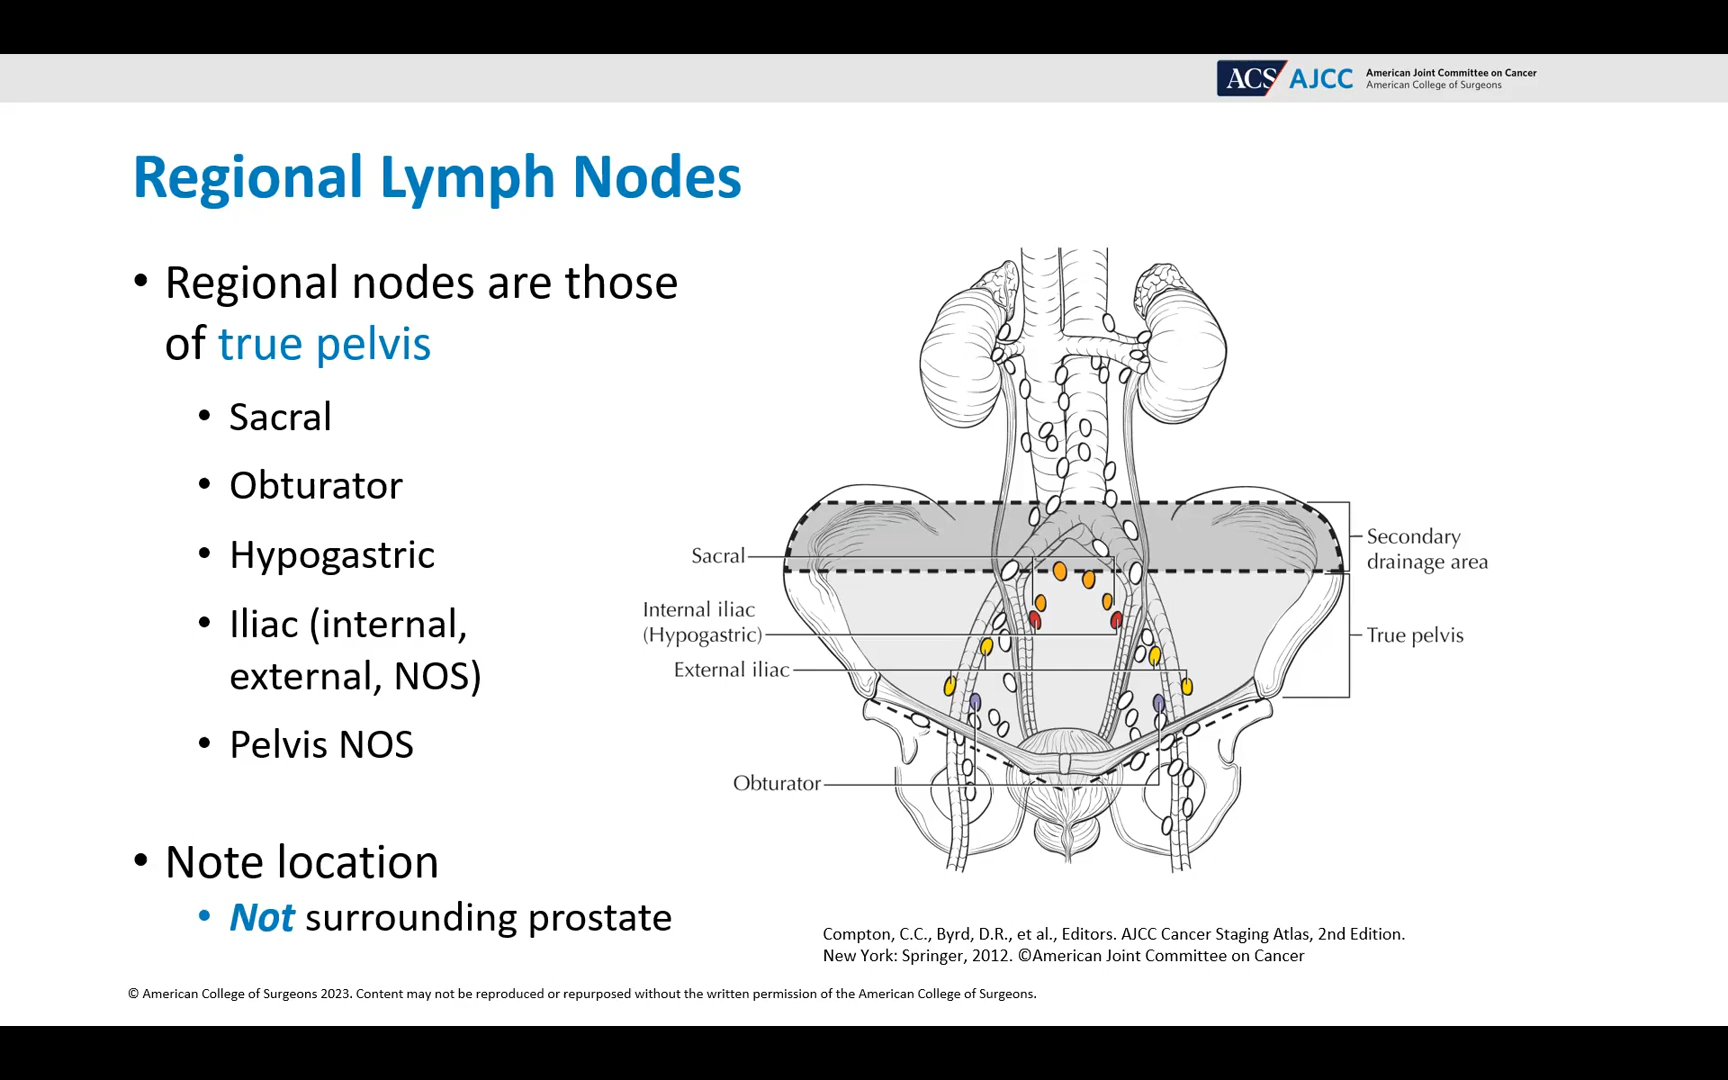 ACS AJCC American Joint Committee on Cancer
American College of Surgeons
Regional Lymph Nodes
• Regional nodes are those
of true pelvis
• Sacral
• Obturator
• Hypogastric
• Iliac (internal,
external, NOS)
• Pelvis NOS
• Note location
• Not surrounding prostate
Sacral
Internal iliac
(Hypogastric)
External iliac
Obturator
Secondary
drainage area
True pelvis
Compton, C.C., Byrd, D.R., et al., Editors. AJCC Cancer Staging Atlas, 2nd Edition.
New York: Springer, 2012. ©American Joint Committee on Cancer
© American College of Surgeons 2023. Content may not be reproduced or repurposed without the written permission of the American College of Surgeons.